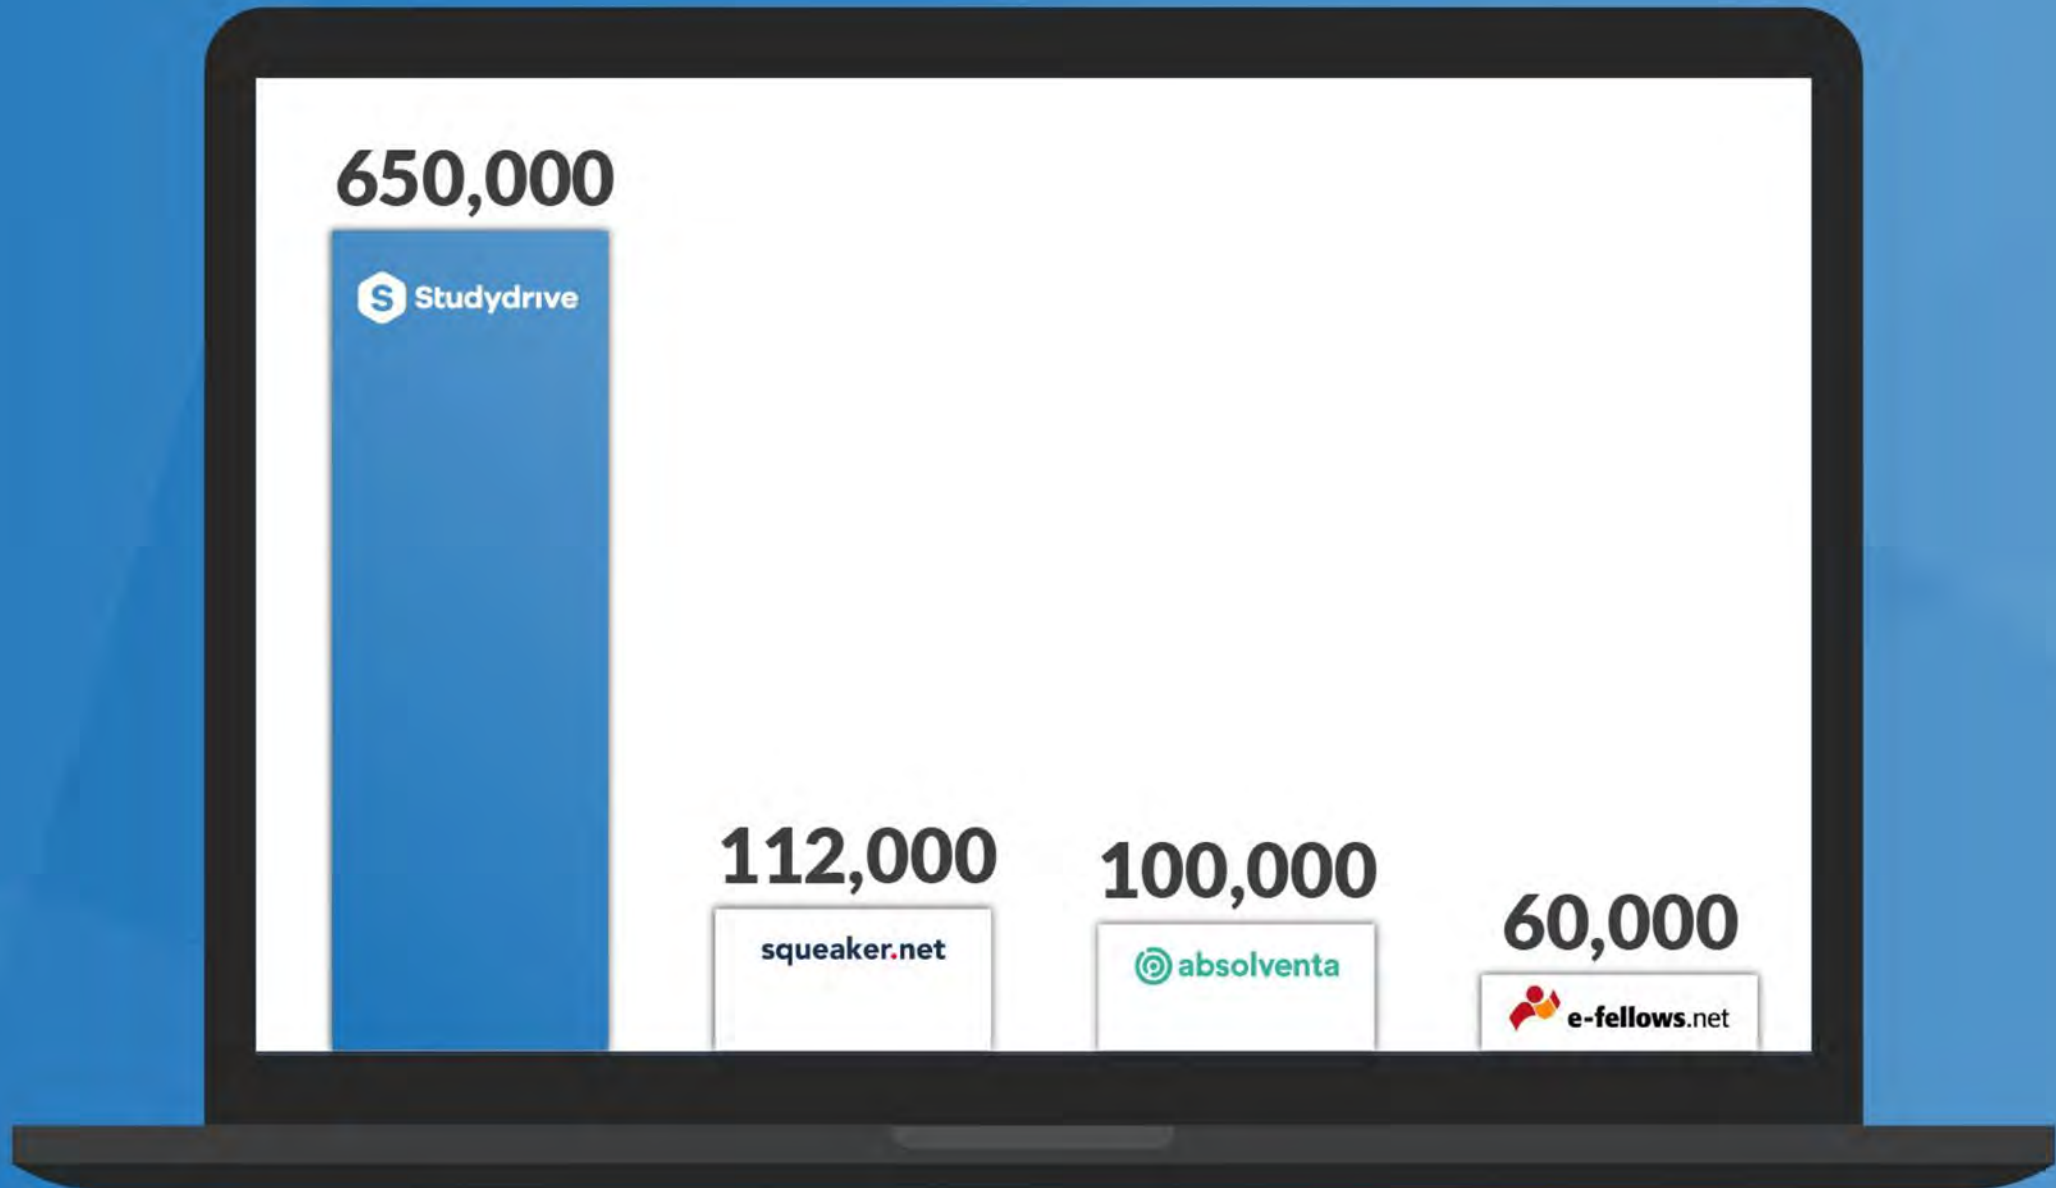 650,000
Studydrive
112,000
squeaker.net
100,000
absolventa
60,000
e-fellows.net